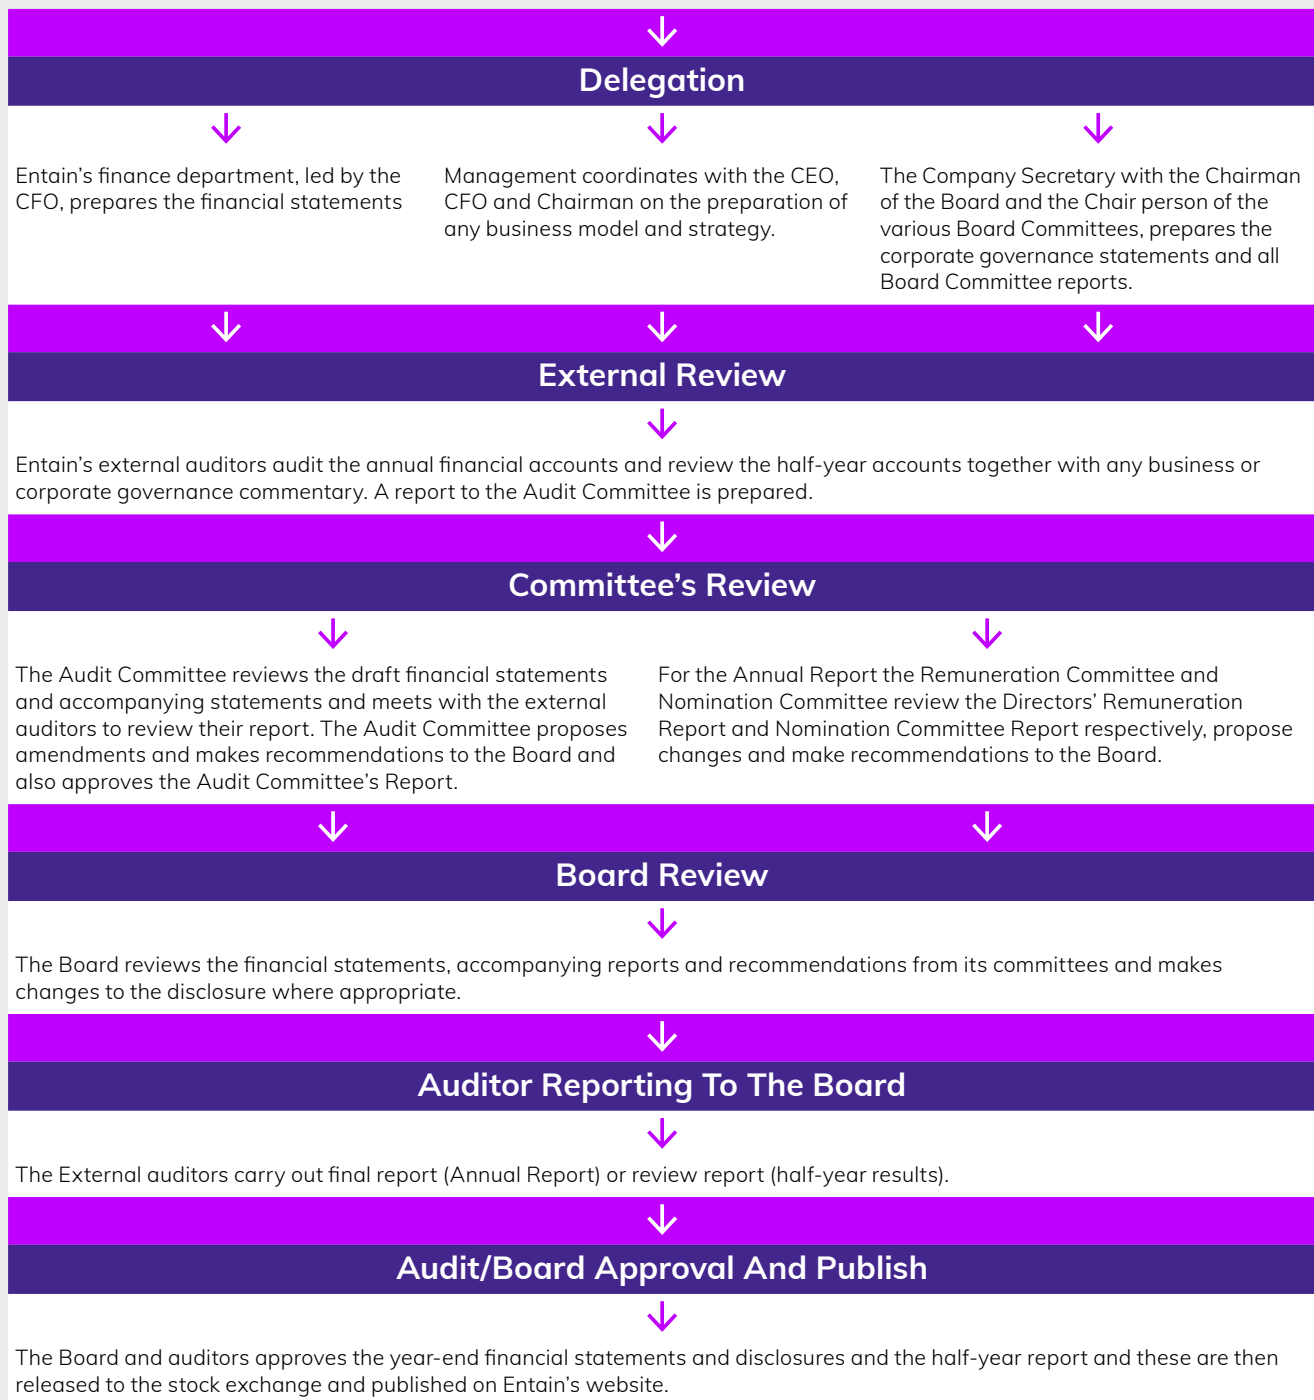 Delegation
Entain’s finance department, led by the
CFO, prepares the financial statements
Management coordinates with the CEO,
CFO and Chairman on the preparation of
any business model and strategy.
The Company Secretary with the Chairman
of the Board and the Chair person of the
various Board Committees, prepares the
corporate governance statements and all
Board Committee reports.
External Review
Entain’s external auditors audit the annual financial accounts and review the half-year accounts together with any business or
corporate governance commentary. A report to the Audit Committee is prepared.
Committee’s Review
The Audit Committee reviews the draft financial statements
and accompanying statements and meets with the external
auditors to review their report. The Audit Committee proposes
amendments and makes recommendations to the Board and
also approves the Audit Committee’s Report.
For the Annual Report the Remuneration Committee and
Nomination Committee review the Directors’ Remuneration
Report and Nomination Committee Report respectively, propose
changes and make recommendations to the Board.
Board Review
The Board reviews the financial statements, accompanying reports and recommendations from its committees and makes
changes to the disclosure where appropriate.
Auditor Reporting To The Board
The External auditors carry out final report (Annual Report) or review report (half-year results).
Audit/Board Approval And Publish
The Board and auditors approves the year-end financial statements and disclosures and the half-year report and these are then
released to the stock exchange and published on Entain’s website.